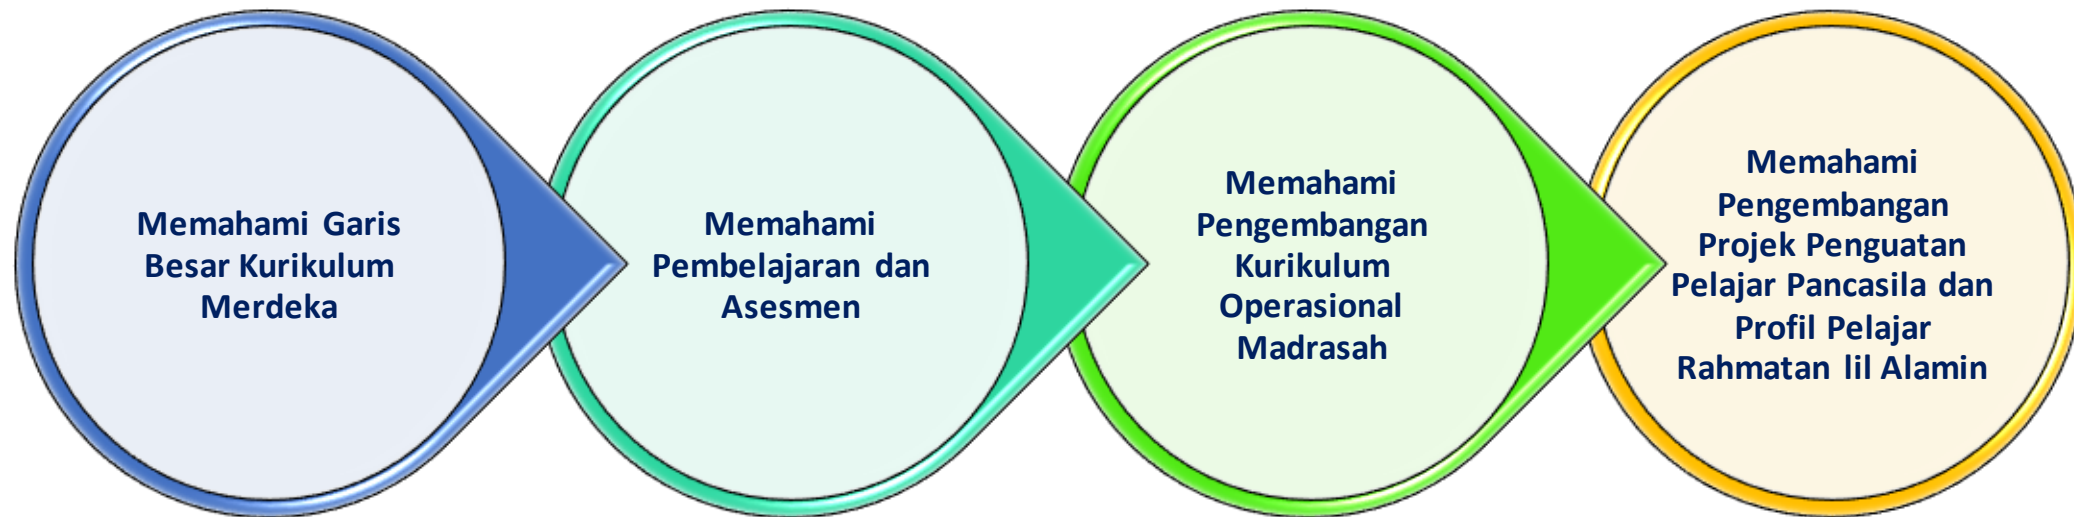 Memahami Garis
Besar Kurikulum
Merdeka
Memahami
Pembelajaran dan
Asesmen
Memahami
Pengembangan
Kurikulum
Operasional
Madrasah
Memahami
Pengembangan
Projek Penguatan
Pelajar Pancasila dan
Profil Pelajar
Rahmatan lil Alamin